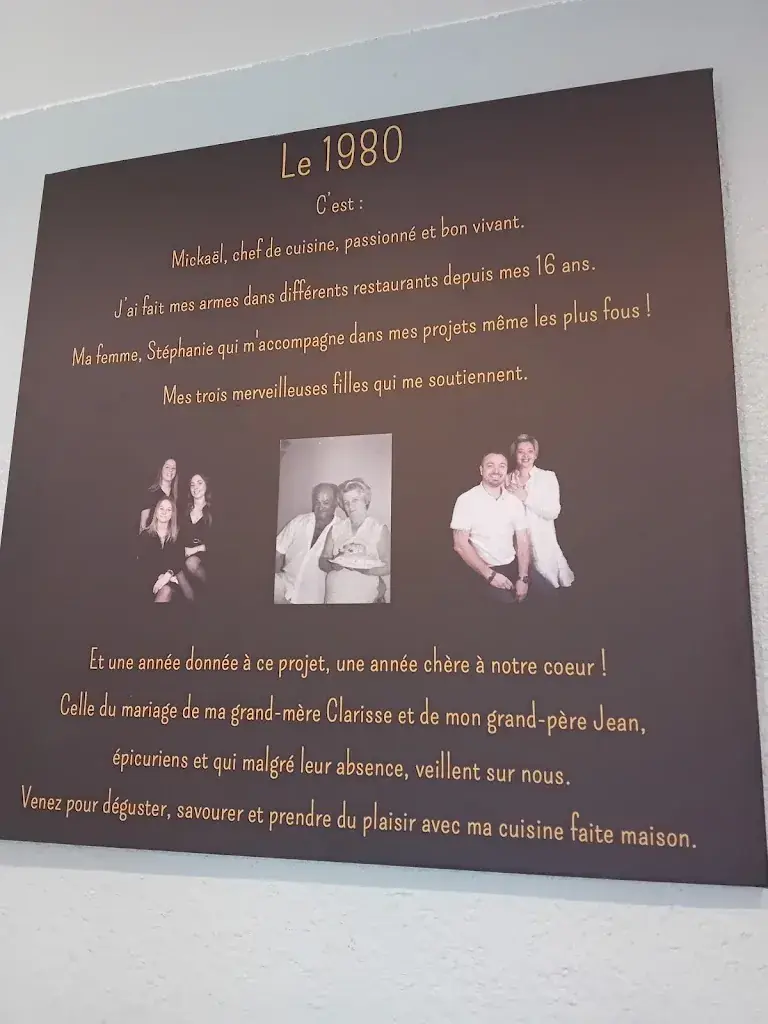 Le 1980
C'est :
Mickaël, chef de cuisine, passionné et bon vivant.
J'ai fait mes armes dans différents restaurants depuis mes 16 ans.
Ma femme, Stéphanie qui m'accompagne dans mes projets même les plus fous !
Mes trois merveilleuses filles qui me soutiennent.
Et une année donnée à ce projet, une année chère à notre coeur !
Celle du mariage de ma grand-mère Clarisse et de mon grand-père Jean,
épicuriens et qui malgré leur absence, veillent sur nous.
Venez pour déguster, savourer et prendre du plaisir avec ma cuisine faite maison.